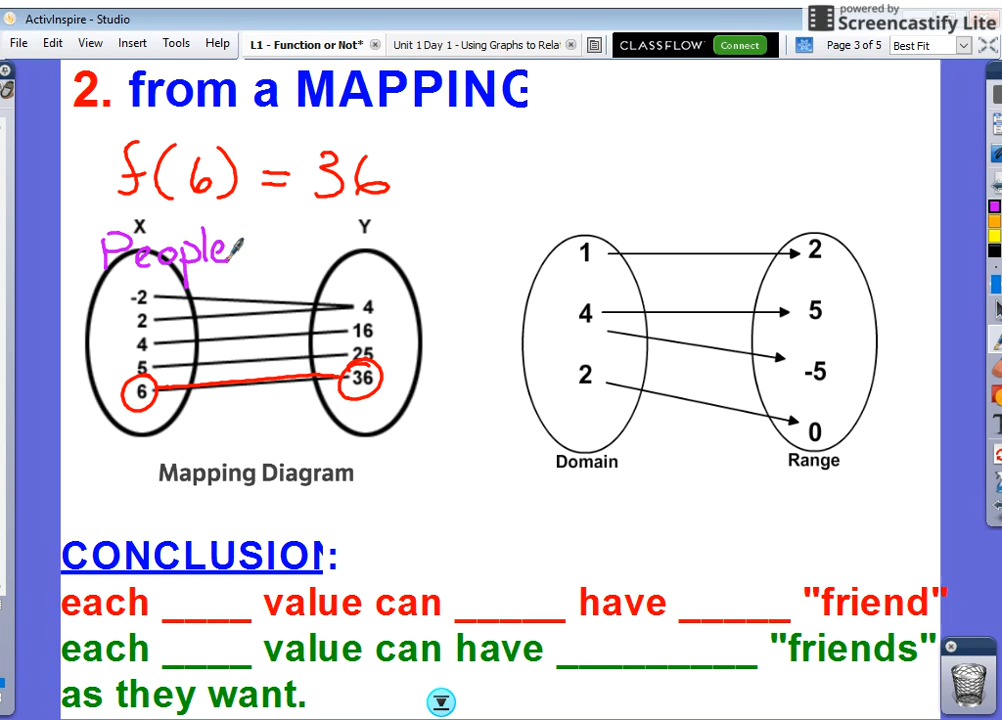 ActivInspire - Studio
powered by
Screencastify Lite
File Edit View Insert Tools Help
L1 - Function or Not*
Unit 1 Day 1 - Using Graphs to Rela
CLASSFLOW Connect
Page 3 of 5
Best Fit
2. from a MAPPING
f(6) = 36
X Y
People
-2 4
2 16
4 25
5 36
6
Mapping Diagram
1 2
4 5
2 -5
0
Domain Range
CONCLUSION:
each ____ value can _____ have _____ "friend"
each ____ value can have _________ "friends"
as they want.